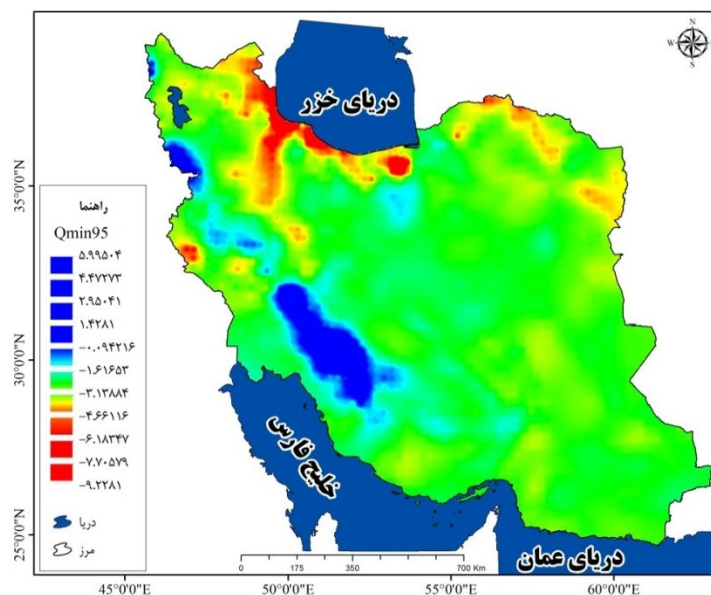 N
W
E
S
دریای خزر
35°0'0"N
راهنما
Qmin95
۵.۹۹۵۰۴
۴.۴۷۲۷۳
۲.۹۵۰۴۱
۱.۴۲۸۱
-۰.۰۹۴۲۱۶
-۱.۶۱۶۵۳
-۳.۱۳۸۸۴
-۴.۶۶۱۱۶
-۶.۱۸۳۴۷
-۷.۷۰۵۷۹
-۹.۲۲۸۱
دریا
مرز
30°0'0"N
خلیج فارس
25°0'0"N
دریای عمان
0 175 350 700 Km
45°0'0"E 50°0'0"E 55°0'0"E 60°0'0"E